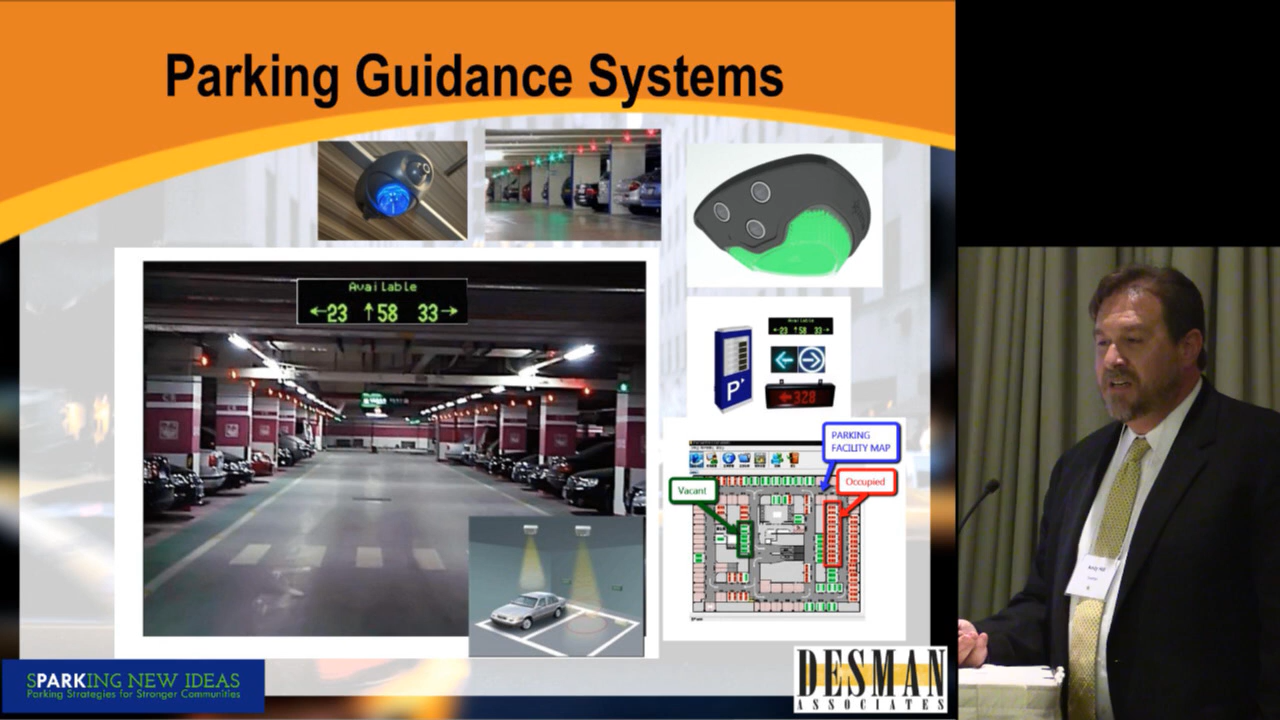 Parking Guidance Systems
Available
←23 ↑58 33→
Available
←23 ↑58 33→
P+
←328
PARKING
FACILITY MAP
Vacant
Occupied
SPARKING NEW IDEAS
Parking Strategies for Stronger Communities
DESMAN
ASSOCIATES